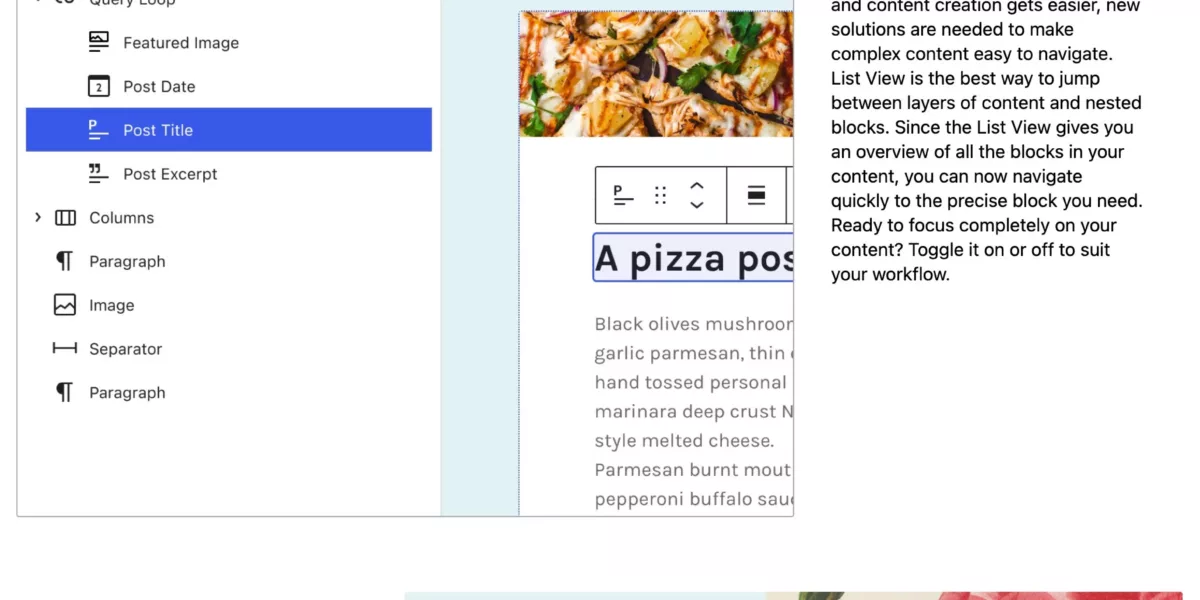 Query Loop
Featured Image
2
Post Date
P
Post Title
Post Excerpt
Columns
Paragraph
Image
Separator
Paragraph
P
A pizza pos
Black olives mushroor
garlic parmesan, thin
hand tossed personal
marinara deep crust N
style melted cheese.
Parmesan burnt mout
pepperoni buffalo sau
and content creation gets easier, new
solutions are needed to make
complex content easy to navigate.
List View is the best way to jump
between layers of content and nested
blocks. Since the List View gives you
an overview of all the blocks in your
content, you can now navigate
quickly to the precise block you need.
Ready to focus completely on your
content? Toggle it on or off to suit
your workflow.